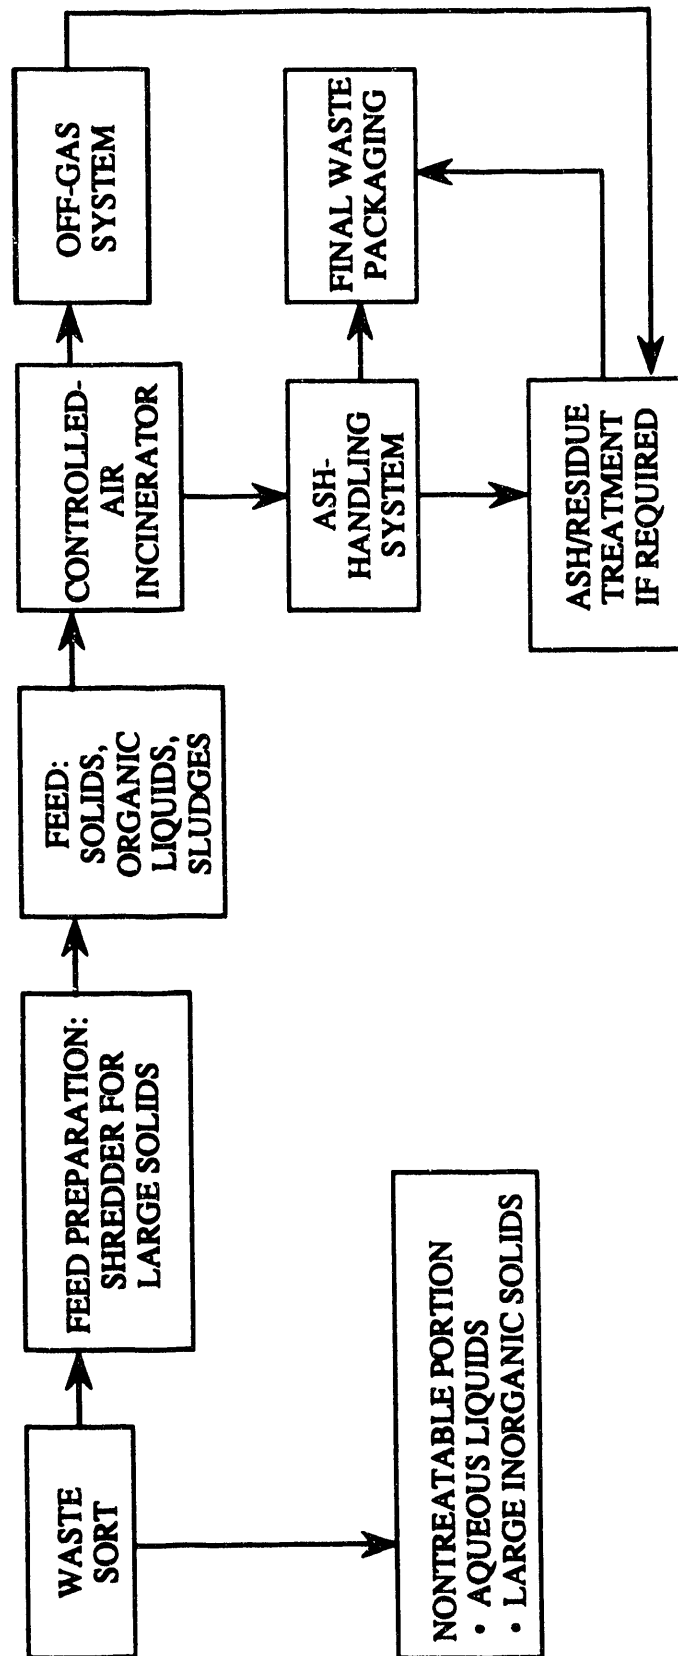 WASTE
SORT
FEED PREPARATION:
SHREDDER FOR
LARGE SOLIDS
FEED:
SOLIDS,
ORGANIC
LIQUIDS,
SLUDGES
CONTROLLED-
AIR
INCINERATOR
OFF-GAS
SYSTEM
NONTREATABLE PORTION
• AQUEOUS LIQUIDS
• LARGE INORGANIC SOLIDS
ASH-
HANDLING
SYSTEM
FINAL WASTE
PACKAGING
ASH/RESIDUE
TREATMENT
IF REQUIRED